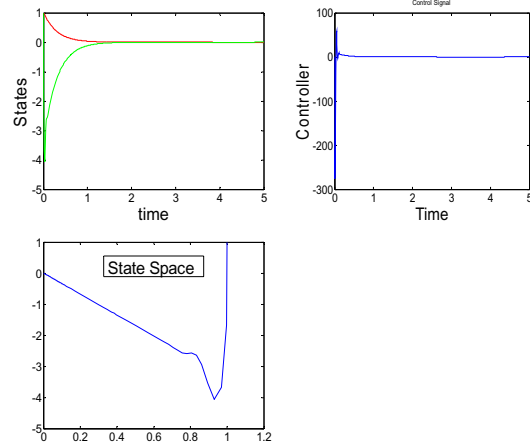 Control Signal
1
0
-1
-2
-3
-4
-5
States
0 1 2 3 4 5
time
100
0
-100
-200
-300
Controller
0 1 2 3 4 5
Time
1
0
-1
-2
-3
-4
-5
State Space
0 0.2 0.4 0.6 0.8 1 1.2